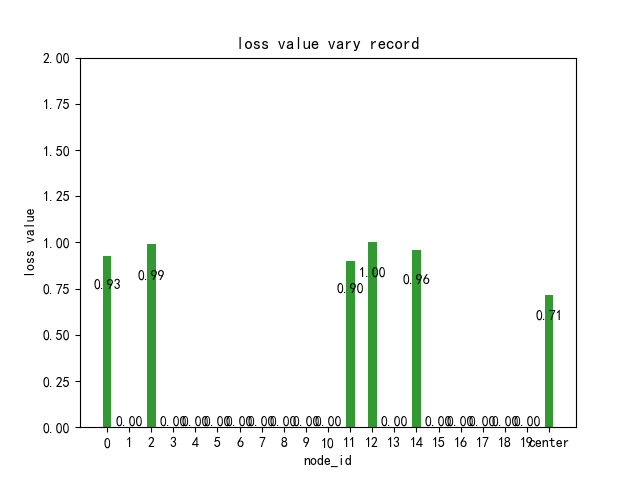 loss value vary record
2.00
1.75
1.50
1.25
1.00
0.75
0.50
0.25
0.00
loss value
0.93 0.00 0.99 0.00 0.00 0.00 0.00 0.00 0.00 0.00 0.00 0.90 1.00 0.00 0.96 0.00 0.00 0.00 0.00 0.00 0.71
0 1 2 3 4 5 6 7 8 9 10 11 12 13 14 15 16 17 18 19 center
node_id